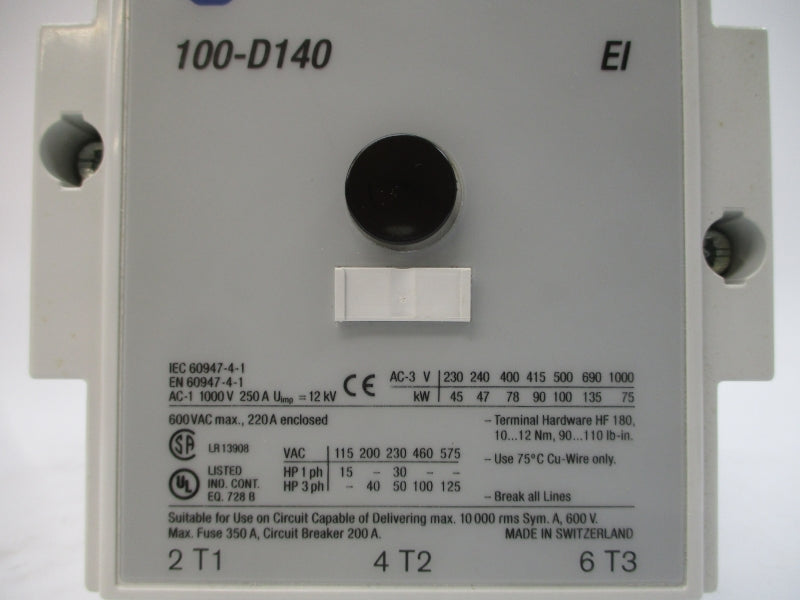 100-D140 EI
IEC 60947-4-1
EN 60947-4-1
AC-1 1000 V 250 A Uimp = 12 kV
CE
AC-3 V 230 240 400 415 500 690 1000
kW 45 47 78 90 100 135 75
600 VAC max., 220 A enclosed
SA LR 13908
UL LISTED
IND. CONT.
EQ. 728 B
VAC 115 200 230 460 575
HP 1 ph 15 – 30 – –
HP 3 ph – 40 50 100 125
– Terminal Hardware HF 180,
10...12 Nm, 90...110 lb-in.
– Use 75°C Cu-Wire only.
– Break all Lines
Suitable for Use on Circuit Capable of Delivering max. 10 000 rms Sym. A, 600 V.
Max. Fuse 350 A, Circuit Breaker 200 A. MADE IN SWITZERLAND
2 T1 4 T2 6 T3